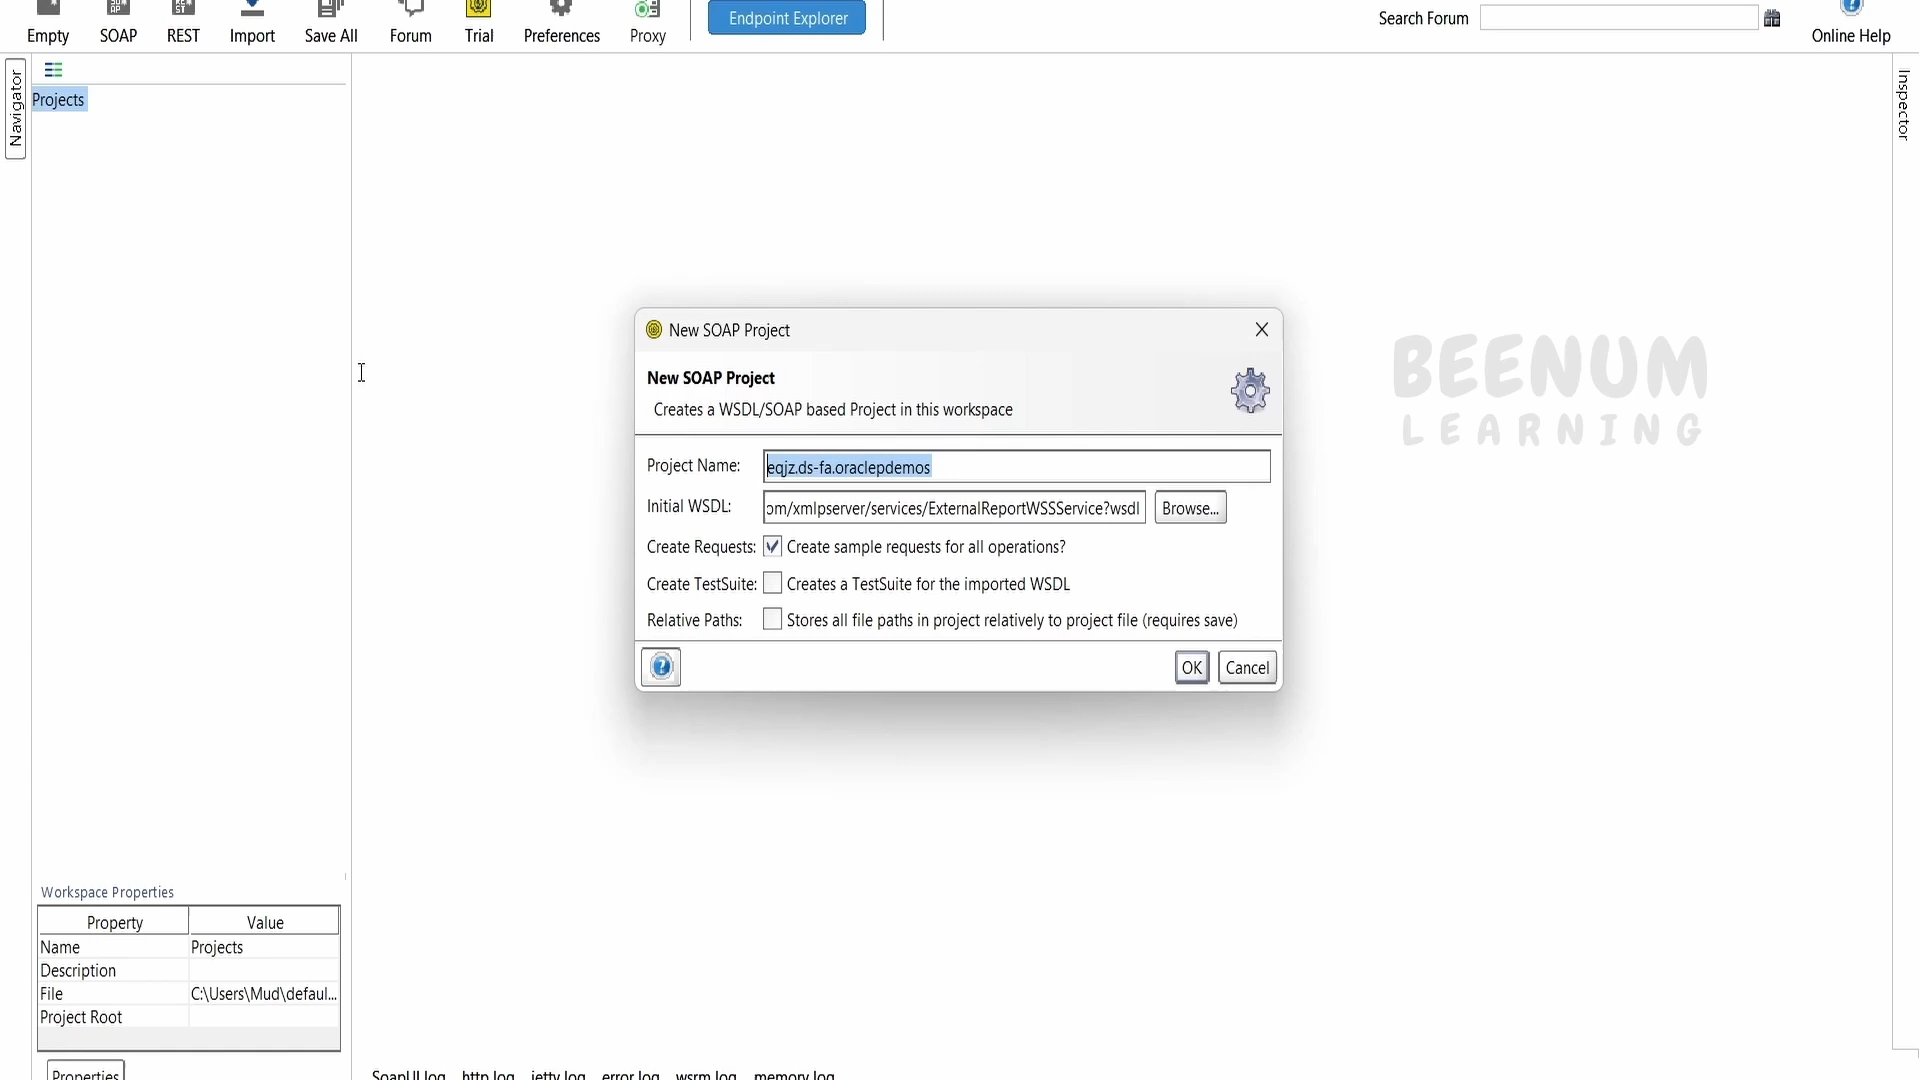 Empty SOAP REST Import Save All Forum Trial Preferences Proxy Endpoint Explorer Search Forum Online Help
Navigator
Inspector
Projects
New SOAP Project
New SOAP Project
Creates a WSDL/SOAP based Project in this workspace
Project Name: eqjz.ds-fa.oraclepdemos
Initial WSDL: om/xmlpserver/services/ExternalReportWSSService?wsdl Browse...
Create Requests: Create sample requests for all operations?
Create TestSuite: Creates a TestSuite for the imported WSDL
Relative Paths: Stores all file paths in project relatively to project file (requires save)
OK Cancel
BEENUM
LEARNING
Workspace Properties
Property Value
Name Projects
Description
File C:\Users\Mud\defaul...
Project Root
Properties
SoapUI log http log jetty log error log wsrm log memory log